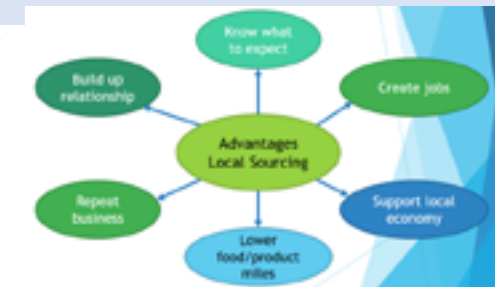 Know what
to expect
Build up
relationship
Create jobs
Advantages
Local Sourcing
Repeat
business
Support local
economy
Lower
food/product
miles